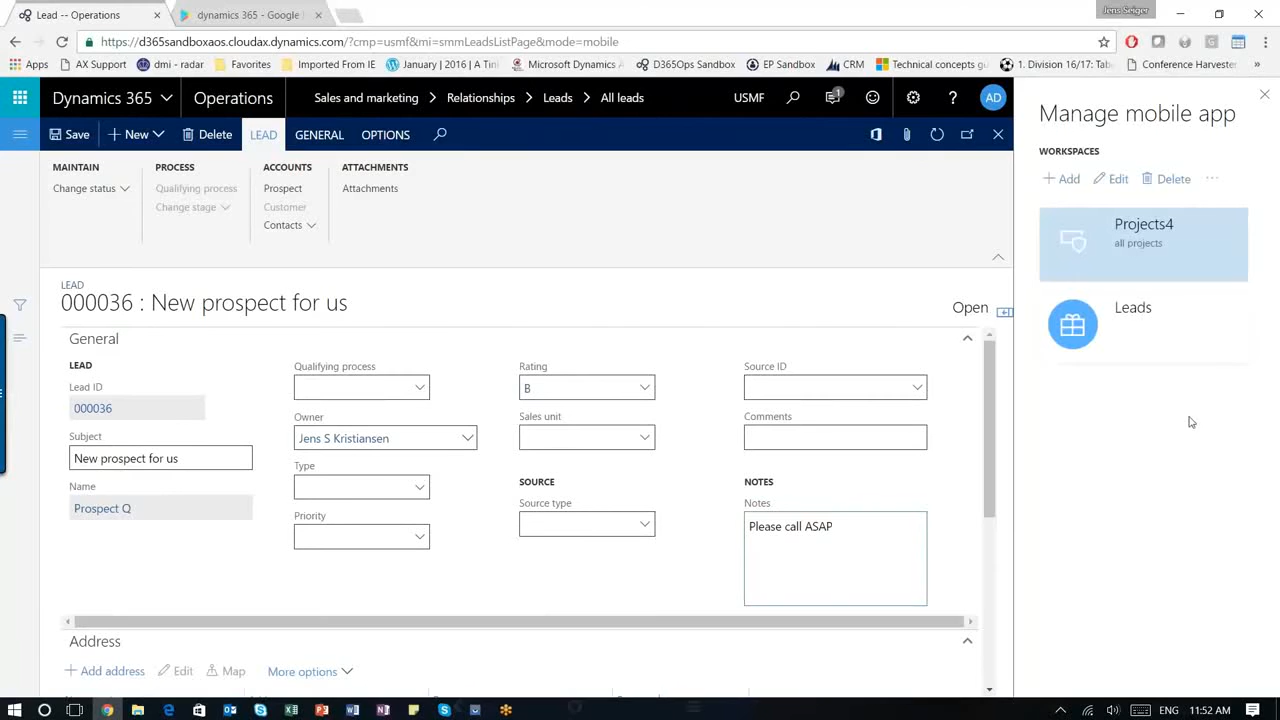 Jens Seiger
Lead -- Operations
dynamics 365 - Google
https://d365sandboxaos.cloudax.dynamics.com/?cmp=usmf&mi=smmLeadsListPage&mode=mobile
Apps AX Support dmi - radar Favorites Imported From IE January | 2016 | A Tin Microsoft Dynamics D365Ops Sandbox EP Sandbox CRM Technical concepts gu 1. Division 16/17: Tab Conference Harvester »
Dynamics 365 Operations Sales and marketing > Relationships > Leads > All leads USMF 1 ? AD
Save + New Delete LEAD GENERAL OPTIONS
MAINTAIN PROCESS ACCOUNTS ATTACHMENTS
Change status Qualifying process Prospect Attachments
Change stage Customer
Contacts
LEAD
000036 : New prospect for us
Open
General
LEAD
Lead ID
000036
Subject
New prospect for us
Name
Prospect Q
Qualifying process
Owner
Jens S Kristiansen
Type
Priority
Rating
B
Sales unit
SOURCE
Source type
Source ID
Comments
NOTES
Notes
Please call ASAP
Address
+ Add address Edit Map More options
Manage mobile app
WORKSPACES
+ Add Edit Delete ...
Projects4
all projects
Leads
ENG 11:52 AM